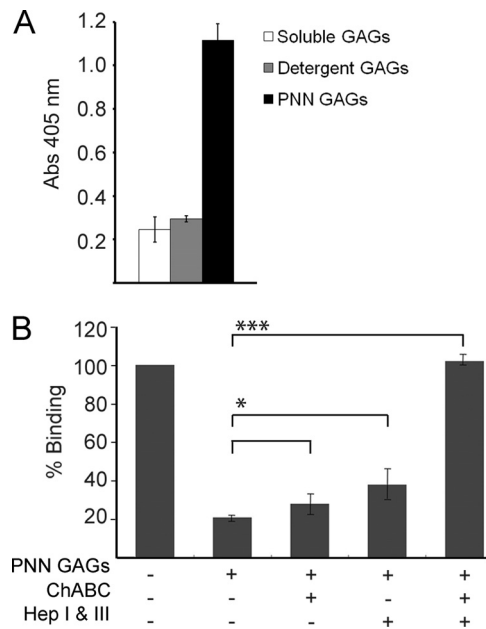 A
Abs 405 nm
1.2
1.0
0.8
0.6
0.4
0.2
Soluble GAGs
Detergent GAGs
PNN GAGs
B
% Binding
120
100
80
60
40
20
***
*
PNN GAGs - + + + +
ChABC - - + - +
Hep I & III - - - + +